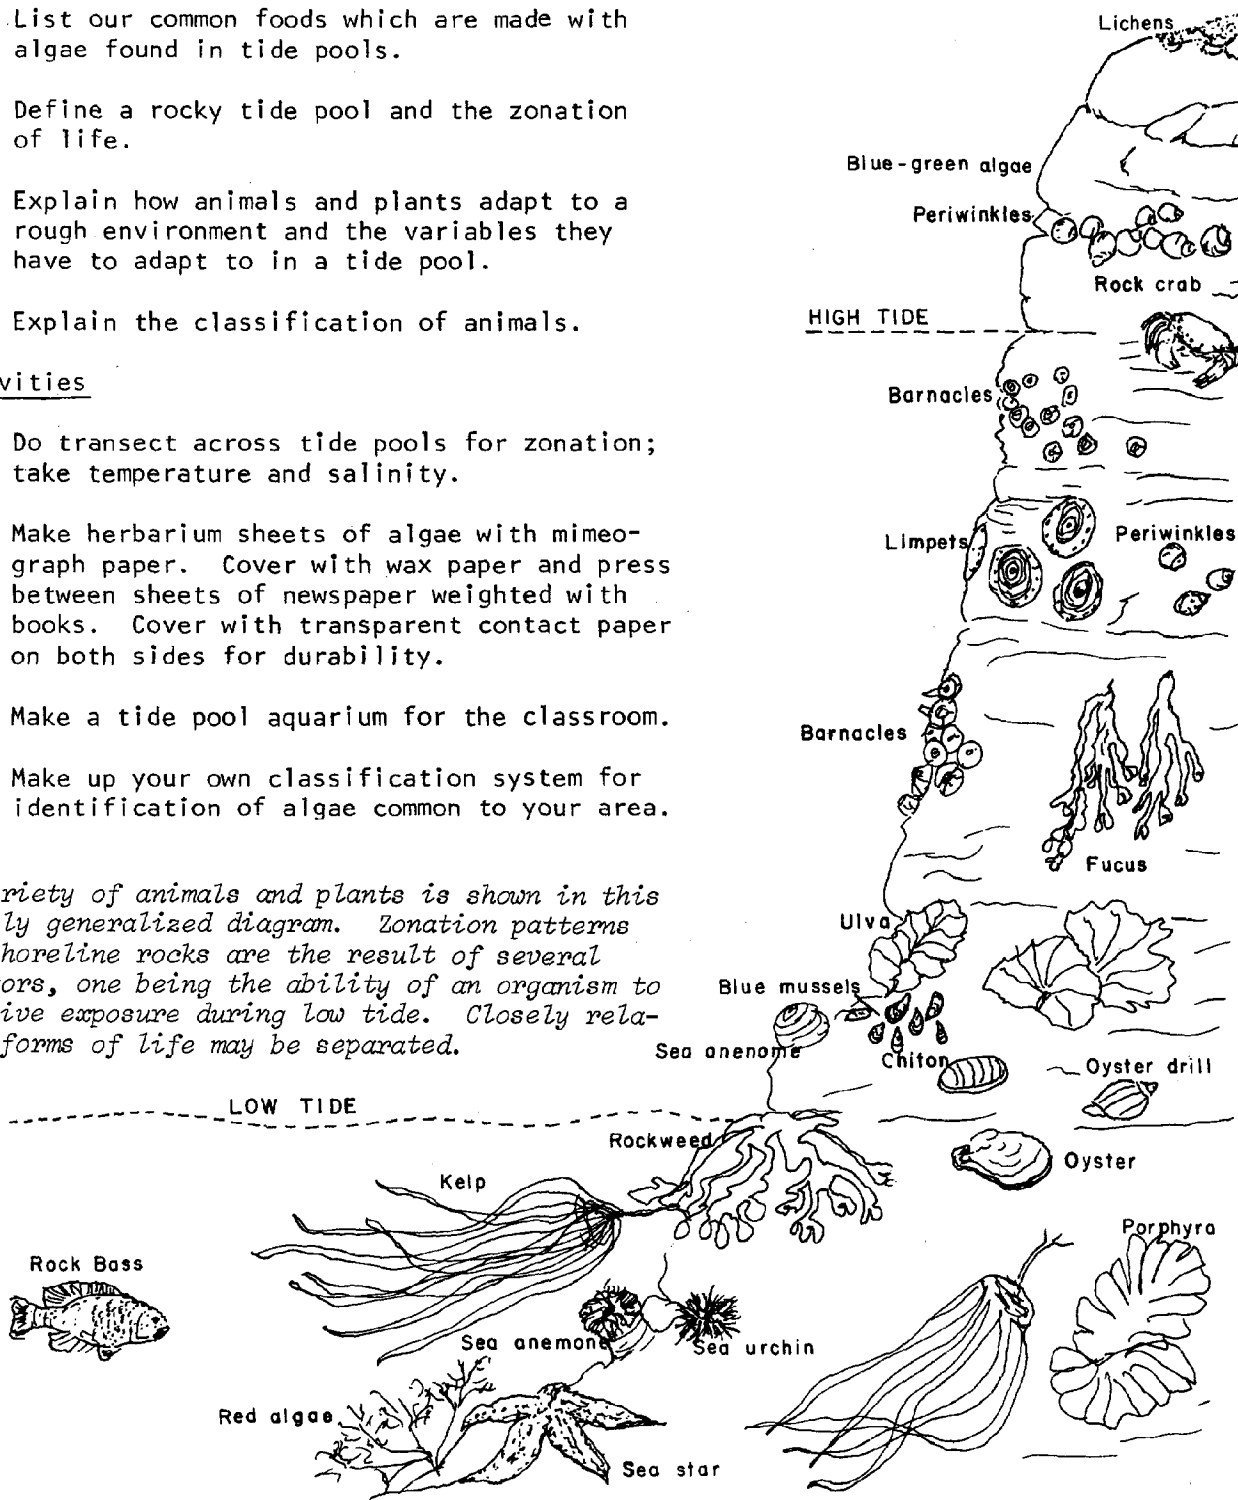 List our common foods which are made with
algae found in tide pools.
Define a rocky tide pool and the zonation
of life.
Explain how animals and plants adapt to a
rough environment and the variables they
have to adapt to in a tide pool.
Explain the classification of animals.
vities
Do transect across tide pools for zonation;
take temperature and salinity.
Make herbarium sheets of algae with mimeo-
graph paper. Cover with wax paper and press
between sheets of newspaper weighted with
books. Cover with transparent contact paper
on both sides for durability.
Make a tide pool aquarium for the classroom.
Make up your own classification system for
identification of algae common to your area.
riety of animals and plants is shown in this
ly generalized diagram. Zonation patterns
horeline rocks are the result of several
ors, one being the ability of an organism to
ive exposure during low tide. Closely rela-
forms of life may be separated.
Lichens
Blue-green algae
Periwinkles
Rock crab
HIGH TIDE
Barnacles
Limpets
Periwinkles
Barnacles
Fucus
Ulva
Blue mussels
Sea anenome
Chiton
Oyster drill
LOW TIDE
Rockweed
Oyster
Kelp
Porphyra
Rock Bass
Sea anemone
Sea urchin
Red algae
Sea star